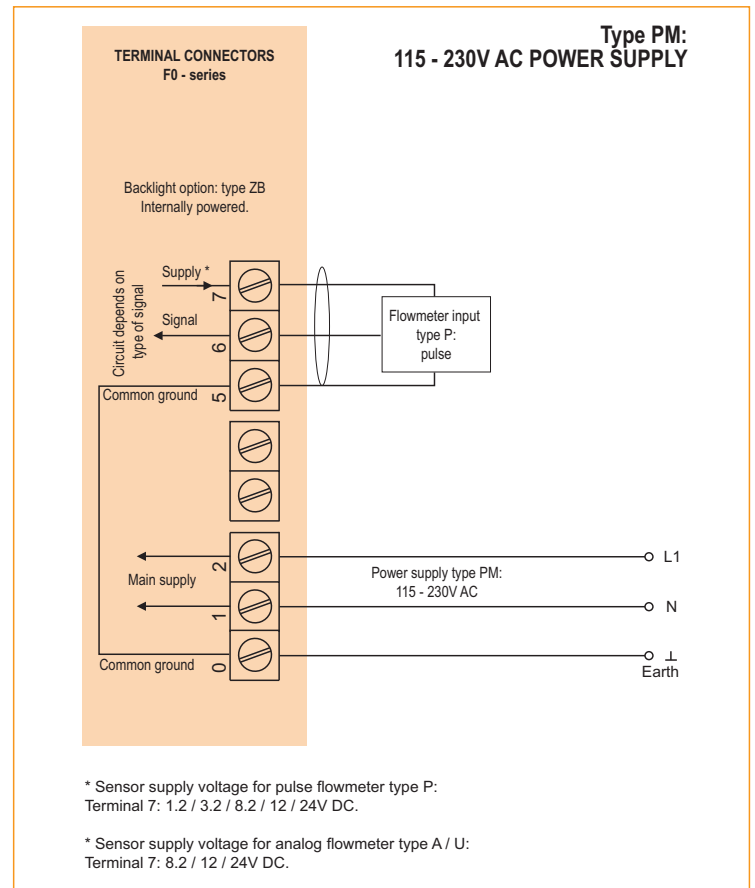 Type PM:
115 - 230V AC POWER SUPPLY
TERMINAL CONNECTORS
F0 - series
Backlight option: type ZB
Internally powered.
Circuit depends on
type of signal
Supply *
7
Signal
6
Common ground
5
Flowmeter input
type P:
pulse
2
Main supply
1
Common ground
0
Power supply type PM:
115 - 230V AC
L1
N
Earth
* Sensor supply voltage for pulse flowmeter type P:
Terminal 7: 1.2 / 3.2 / 8.2 / 12 / 24V DC.
* Sensor supply voltage for analog flowmeter type A / U:
Terminal 7: 8.2 / 12 / 24V DC.